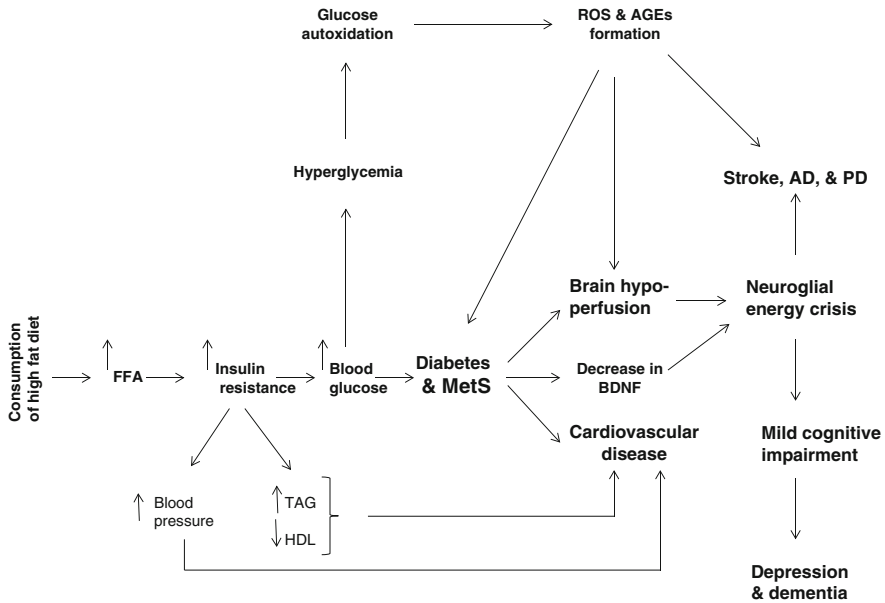 Glucose
autoxidation
ROS & AGEs
formation
Hyperglycemia
Stroke, AD, & PD
Brain hypo-
perfusion
Neuroglial
energy crisis
Consumption
of high fat diet
FFA
Insulin
resistance
Blood
glucose
Diabetes
& MetS
Decrease in
BDNF
Cardiovascular
disease
Mild cognitive
impairment
Blood
pressure
TAG
HDL
Depression
& dementia